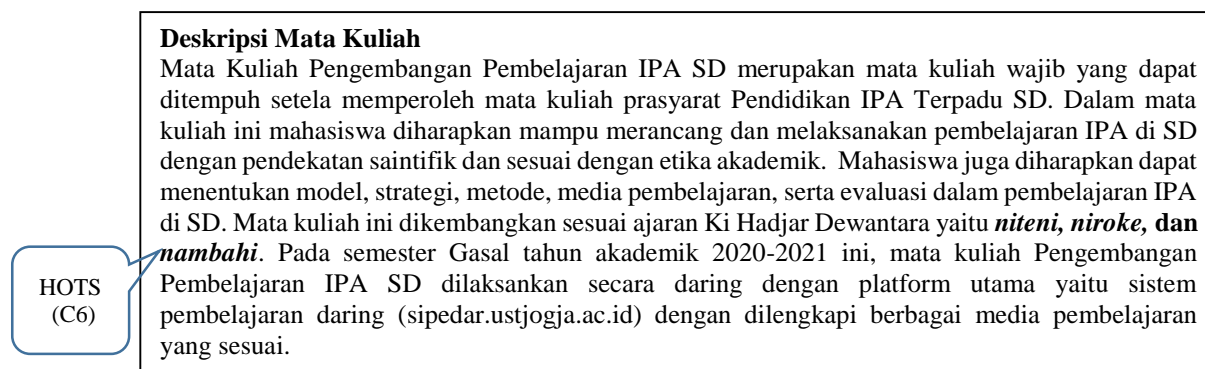 Deskripsi Mata Kuliah
Mata Kuliah Pengembangan Pembelajaran IPA SD merupakan mata kuliah wajib yang dapat
ditempuh setela memperoleh mata kuliah prasyarat Pendidikan IPA Terpadu SD. Dalam mata
kuliah ini mahasiswa diharapkan mampu merancang dan melaksanakan pembelajaran IPA di SD
dengan pendekatan saintifik dan sesuai dengan etika akademik. Mahasiswa juga diharapkan dapat
menentukan model, strategi, metode, media pembelajaran, serta evaluasi dalam pembelajaran IPA
di SD. Mata kuliah ini dikembangkan sesuai ajaran Ki Hadjar Dewantara yaitu niteni, niroke, dan
nambahi. Pada semester Gasal tahun akademik 2020-2021 ini, mata kuliah Pengembangan
Pembelajaran IPA SD dilaksankan secara daring dengan platform utama yaitu sistem
pembelajaran daring (sipedar.ustjogja.ac.id) dengan dilengkapi berbagai media pembelajaran
yang sesuai.
HOTS
(C6)